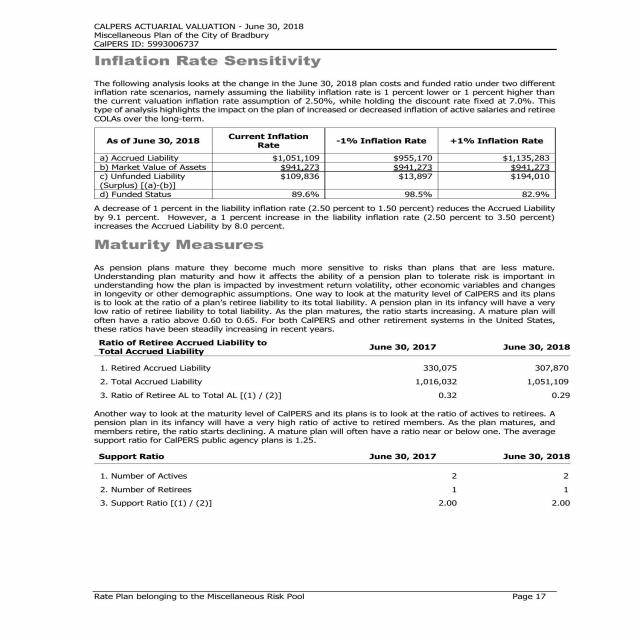 CALPERS ACTUARIAL VALUATION - June 30, 2018
Miscellaneous Plan of the City of Bradbury
CalPERS ID: 5993006737
Inflation Rate Sensitivity
The following analysis looks at the change in the June 30, 2018 plan costs and funded ratio under two different
inflation rate scenarios, namely assuming the liability inflation rate is 1 percent lower or 1 percent higher than
the current valuation inflation rate assumption of 2.50%, while holding the discount rate fixed at 7.0%. This
type of analysis highlights the impact on the plan of increased or decreased inflation of active salaries and retiree
COLAs over the long-term.
As of June 30, 2018 Current Inflation Rate -1% Inflation Rate +1% Inflation Rate
a) Accrued Liability $1,051,109 $955,170 $1,135,283
b) Market Value of Assets $941,273 $941,273 $941,273
c) Unfunded Liability $109,836 $13,897 $194,010
(Surplus) [(a)-(b)]
d) Funded Status 89.6% 98.5% 82.9%
A decrease of 1 percent in the liability inflation rate (2.50 percent to 1.50 percent) reduces the Accrued Liability
by 9.1 percent. However, a 1 percent increase in the liability inflation rate (2.50 percent to 3.50 percent)
increases the Accrued Liability by 8.0 percent.
Maturity Measures
As pension plans mature they become much more sensitive to risks than plans that are less mature.
Understanding plan maturity and how it affects the ability of a pension plan to tolerate risk is important in
understanding how the plan is impacted by investment return volatility, other economic variables and changes
in longevity or other demographic assumptions. One way to look at the maturity level of CalPERS and its plans
is to look at the ratio of a plan's retiree liability to its total liability. A pension plan in its infancy will have a very
low ratio of retiree liability to total liability. As the plan matures, the ratio starts increasing. A mature plan will
often have a ratio above 0.60 to 0.65. For both CalPERS and other retirement systems in the United States,
these ratios have been steadily increasing in recent years.
Ratio of Retiree Accrued Liability to
Total Accrued Liability June 30, 2017 June 30, 2018
1. Retired Accrued Liability 330,075 307,870
2. Total Accrued Liability 1,016,032 1,051,109
3. Ratio of Retiree AL to Total AL [(1) / (2)] 0.32 0.29
Another way to look at the maturity level of CalPERS and its plans is to look at the ratio of actives to retirees. A
pension plan in its infancy will have a very high ratio of active to retired members. As the plan matures, and
members retire, the ratio starts declining. A mature plan will often have a ratio near or below one. The average
support ratio for CalPERS public agency plans is 1.25.
Support Ratio June 30, 2017 June 30, 2018
1. Number of Actives 2 2
2. Number of Retirees 1 1
3. Support Ratio [(1) / (2)] 2.00 2.00
Rate Plan belonging to the Miscellaneous Risk Pool Page 17